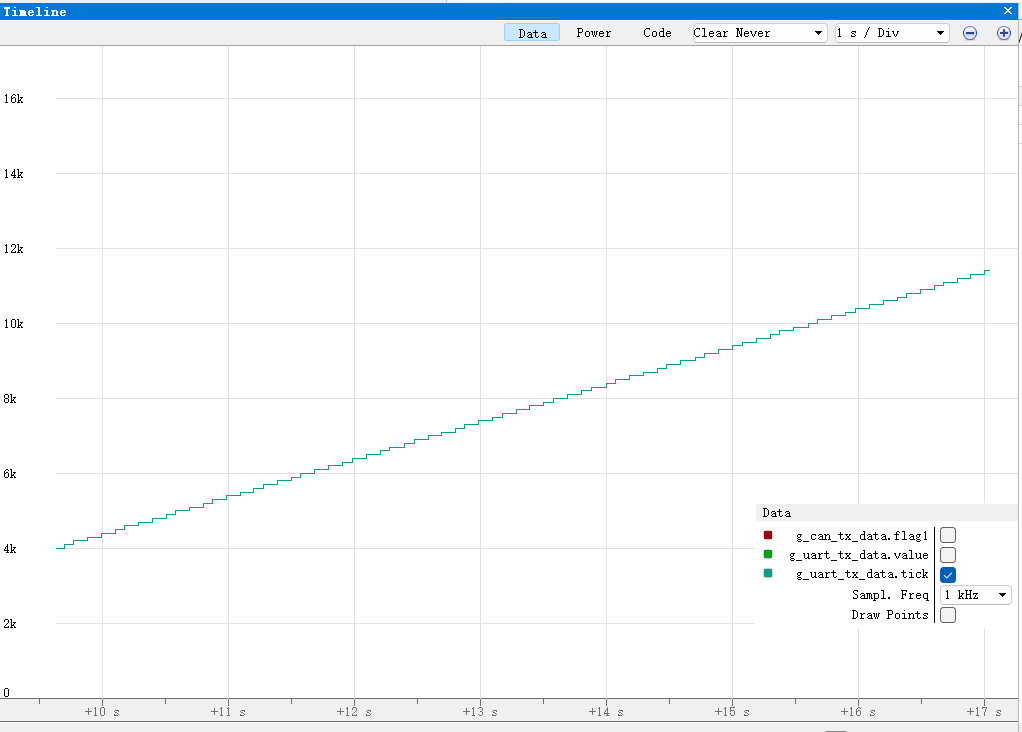 Timeline
Data Power Code Clear Never 1 s / Div
16k
14k
12k
10k
8k
6k
4k
2k
0
Data
g_can_tx_data.flag1
g_uart_tx_data.value
g_uart_tx_data.tick
Sampl. Freq 1 kHz
Draw Points
+10 s +11 s +12 s +13 s +14 s +15 s +16 s +17 s